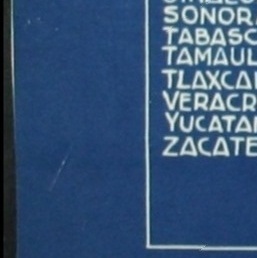 SONORA
TABASC
TAMAUL
TLAXCA
VERACR
YUCATA
ZACATE